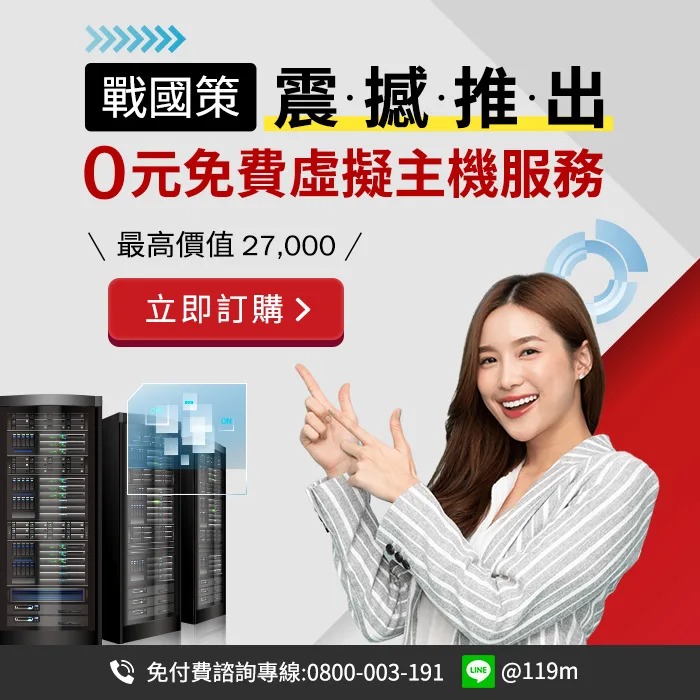 戰國策 震·撼·推·出
0元免費虛擬主機服務
\ 最高價值 27,000 /
立即訂購 >
ON
免付費諮詢專線:0800-003-191 LINE @119m